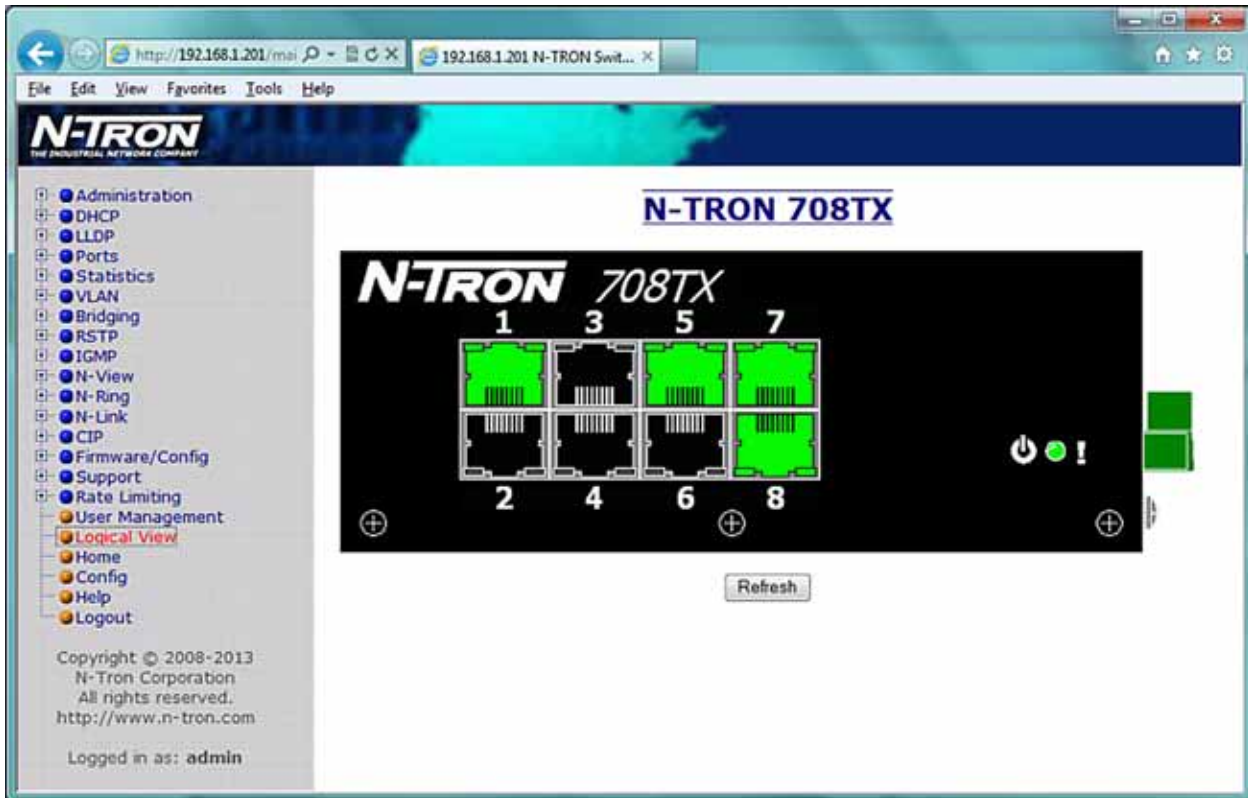 http://192.168.1.201/mai
192.168.1.201 N-TRON Swit...
File Edit View Favorites Tools Help
N-TRON
THE INDUSTRIAL NETWORK COMPANY
Administration
DHCP
LLDP
Ports
Statistics
VLAN
Bridging
RSTP
IGMP
N-View
N-Ring
N-Link
CIP
Firmware/Config
Support
Rate Limiting
User Management
Logical View
Home
Config
Help
Logout
Copyright © 2008-2013
N-Tron Corporation
All rights reserved.
http://www.n-tron.com
Logged in as: admin
N-TRON 708TX
N-TRON 708TX
1 3 5 7
2 4 6 8
!
Refresh